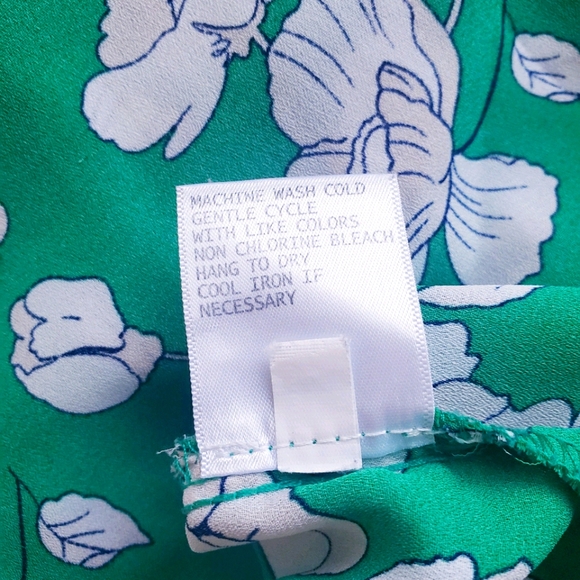 MACHINE WASH COLD
GENTLE CYCLE
WITH LIKE COLORS
NON CHLORINE BLEACH
HANG TO DRY
COOL IRON IF
NECESSARY